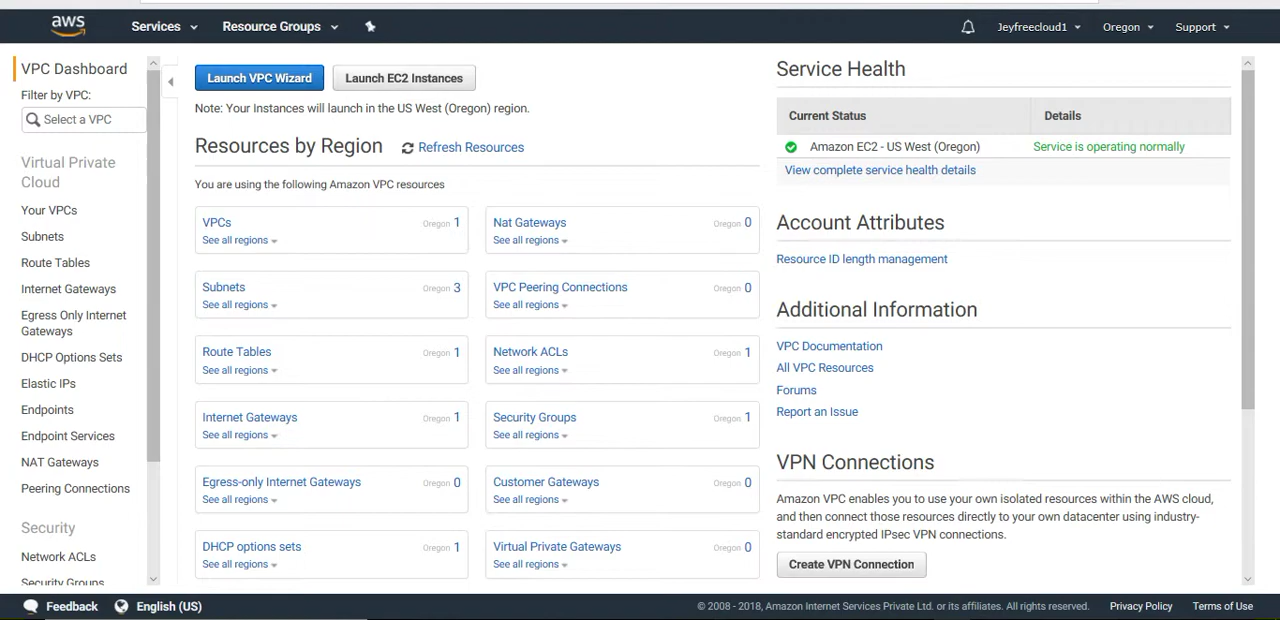 aws
Services
Resource Groups
Jeyfreecloud1
Oregon
Support
VPC Dashboard
Filter by VPC:
Select a VPC
Virtual Private
Cloud
Your VPCs
Subnets
Route Tables
Internet Gateways
Egress Only Internet
Gateways
DHCP Options Sets
Elastic IPs
Endpoints
Endpoint Services
NAT Gateways
Peering Connections
Security
Network ACLs
Security Groups
Launch VPC Wizard
Launch EC2 Instances
Note: Your Instances will launch in the US West (Oregon) region.
Resources by Region
Refresh Resources
You are using the following Amazon VPC resources
VPCs Oregon 1
See all regions
Nat Gateways Oregon 0
See all regions
Subnets Oregon 3
See all regions
VPC Peering Connections Oregon 0
See all regions
Route Tables Oregon 1
See all regions
Network ACLs Oregon 1
See all regions
Internet Gateways Oregon 1
See all regions
Security Groups Oregon 1
See all regions
Egress-only Internet Gateways Oregon 0
See all regions
Customer Gateways Oregon 0
See all regions
DHCP options sets Oregon 1
See all regions
Virtual Private Gateways Oregon 0
See all regions
Service Health
Current Status Details
Amazon EC2 - US West (Oregon) Service is operating normally
View complete service health details
Account Attributes
Resource ID length management
Additional Information
VPC Documentation
All VPC Resources
Forums
Report an Issue
VPN Connections
Amazon VPC enables you to use your own isolated resources within the AWS cloud,
and then connect those resources directly to your own datacenter using industry-
standard encrypted IPsec VPN connections.
Create VPN Connection
Feedback
English (US)
© 2008 - 2018, Amazon Internet Services Private Ltd. or its affiliates. All rights reserved.
Privacy Policy
Terms of Use